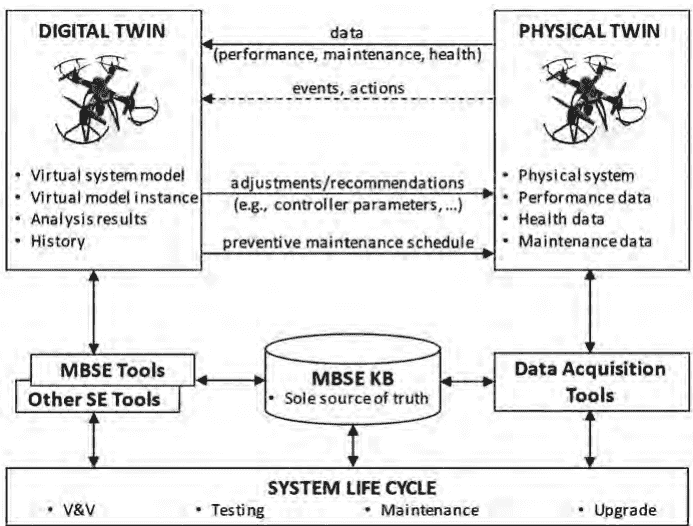 DIGITAL TWIN
• Virtual system model
• Virtual model instance
• Analysis results
• History
data
(performance, maintenance, health)
events, actions
adjustments/recommendations
(e.g., controller parameters, ...)
preventive maintenance schedule
PHYSICAL TWIN
• Physical system
• Performance data
• Health data
• Maintenance data
MBSE Tools
Other SE Tools
MBSE KB
• Sole source of truth
Data Acquisition
Tools
SYSTEM LIFE CYCLE
• V&V • Testing • Maintenance • Upgrade